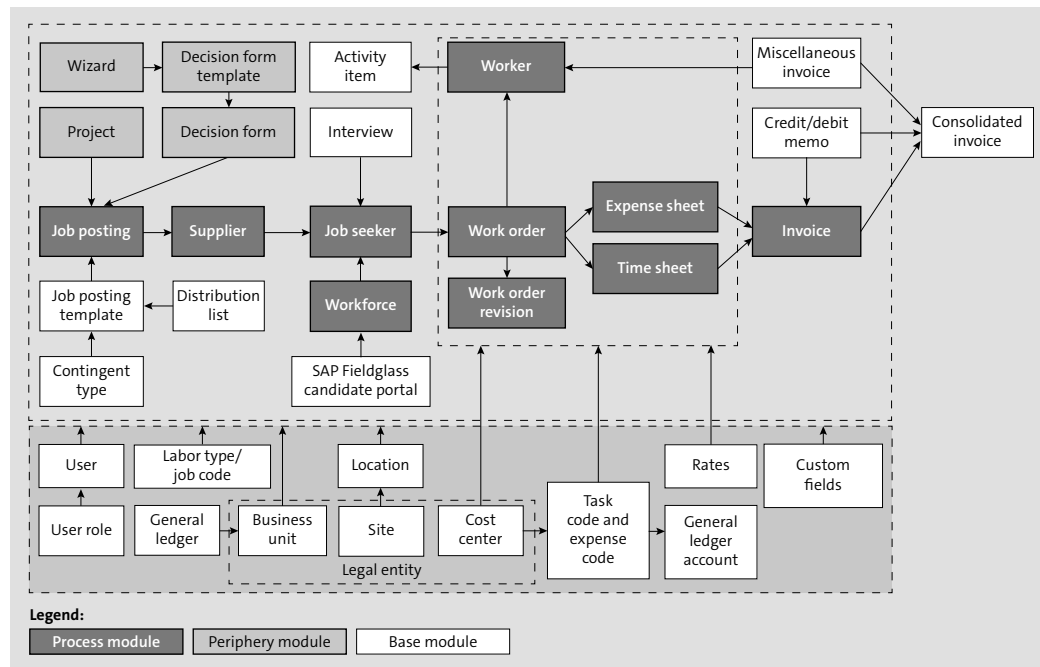 Wizard
Decision form
template
Activity
item
Worker
Miscellaneous
invoice
Project
Decision form
Interview
Credit/debit
memo
Consolidated
invoice
Job posting
Supplier
Job seeker
Work order
Expense sheet
Time sheet
Invoice
Job posting
template
Distribution
list
Workforce
Work order
revision
Contingent
type
SAP Fieldglass
candidate portal
User
Labor type/
job code
Location
Rates
Custom
fields
User role
General
ledger
Business
unit
Site
Cost
center
Task
code and
expense
code
General
ledger
account
Legal entity
Legend:
Process module
Periphery module
Base module